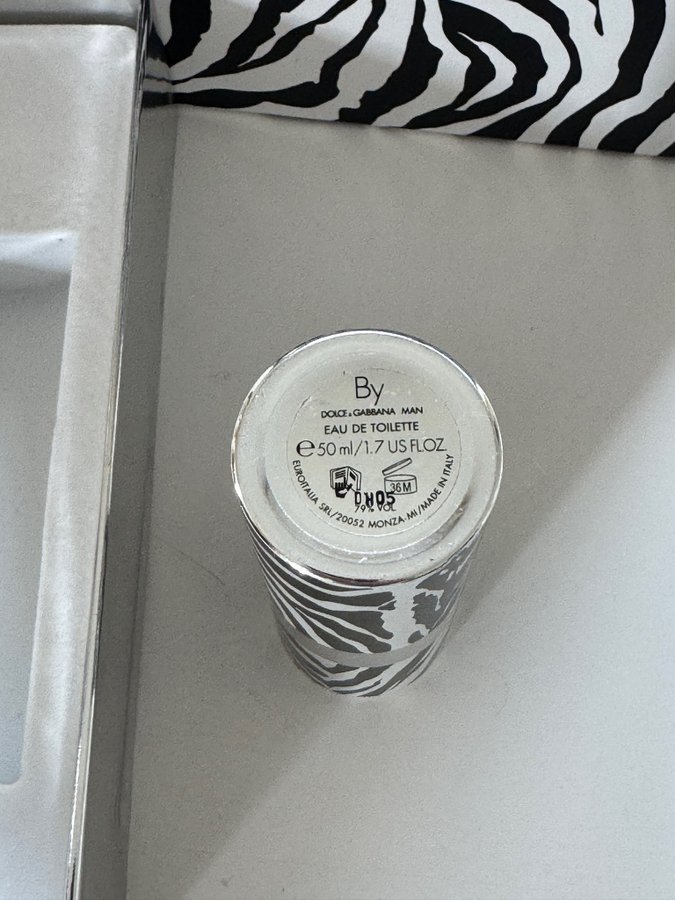 By
DOLCE & GABBANA MAN
EAU DE TOILETTE
℮50 ml/1.7 US FL.OZ.
36M
79% VOL
EUROITALIA SRL/20052 MONZA-MI/MADE IN ITALY